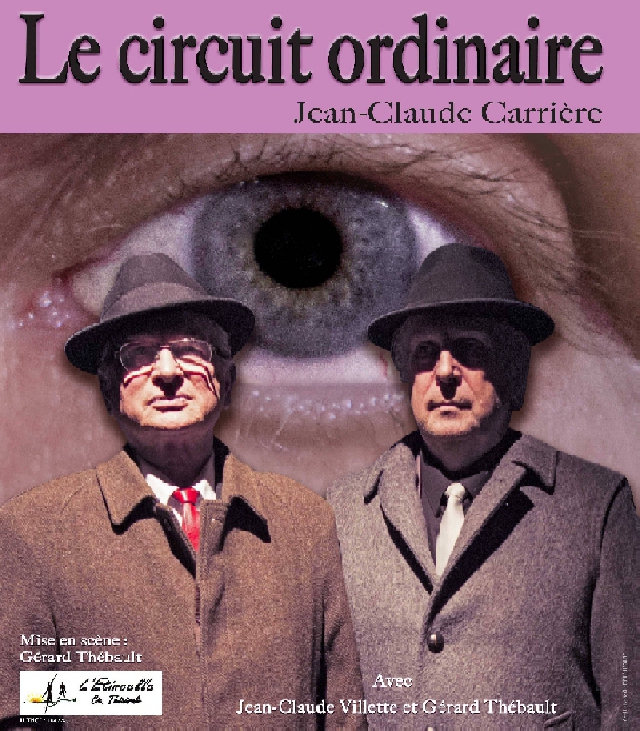 Le circuit ordinaire
Jean-Claude Carrière
Mise en scène :
Gérard Thébault
Avec
Jean-Claude Villette et Gérard Thébault